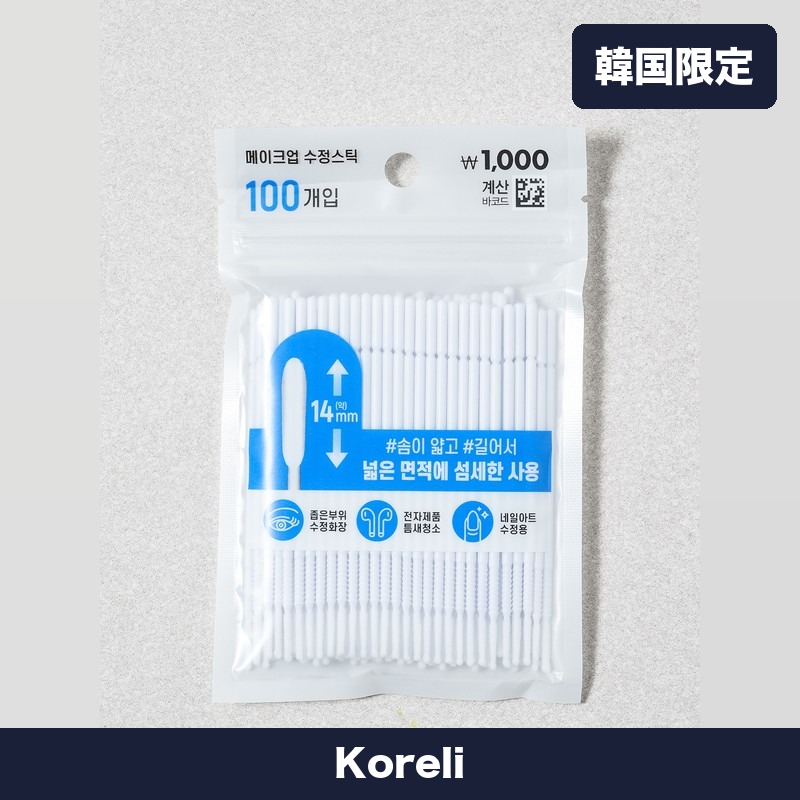 韓国限定
메이크업 수정스틱
100개입
₩1,000
계산
바코드
14(약)mm
#솜이 얇고 #길어서
넓은 면적에 섬세한 사용
좁은부위
수정화장
전자제품
틈새청소
네일아트
수정용
Koreli